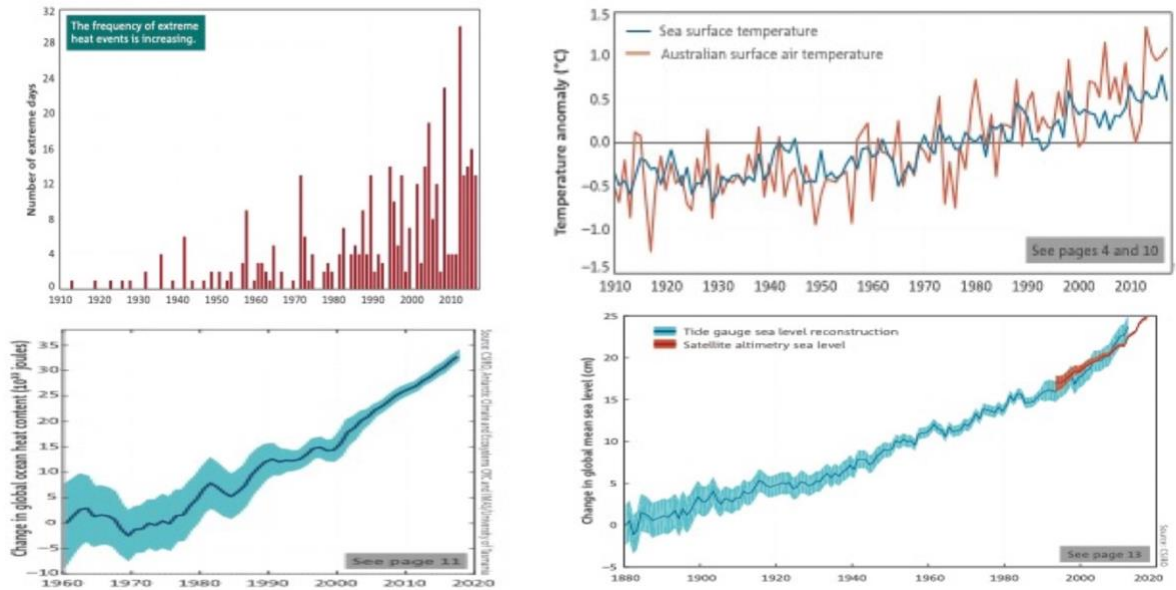 The frequency of extreme
heat events is increasing.
Number of extreme days
32
28
24
20
16
12
8
4
0
1910 1920 1930 1940 1950 1960 1970 1980 1990 2000 2010
Sea surface temperature
Australian surface air temperature
Temperature anomaly (°C)
1.5
1.0
0.5
0.0
−0.5
−1.0
−1.5
See pages 4 and 10
1910 1920 1930 1940 1950 1960 1970 1980 1990 2000 2010
Change in global ocean heat content (10²² joules)
35
30
25
20
15
10
5
0
−5
−10
See page 11
1960 1970 1980 1990 2000 2010 2020
Tide gauge sea level reconstruction
Satellite altimetry sea level
Change in global mean sea level (cm)
25
20
15
10
5
0
−5
See page 13
1880 1900 1920 1940 1960 1980 2000 2020
Source: CSIRO